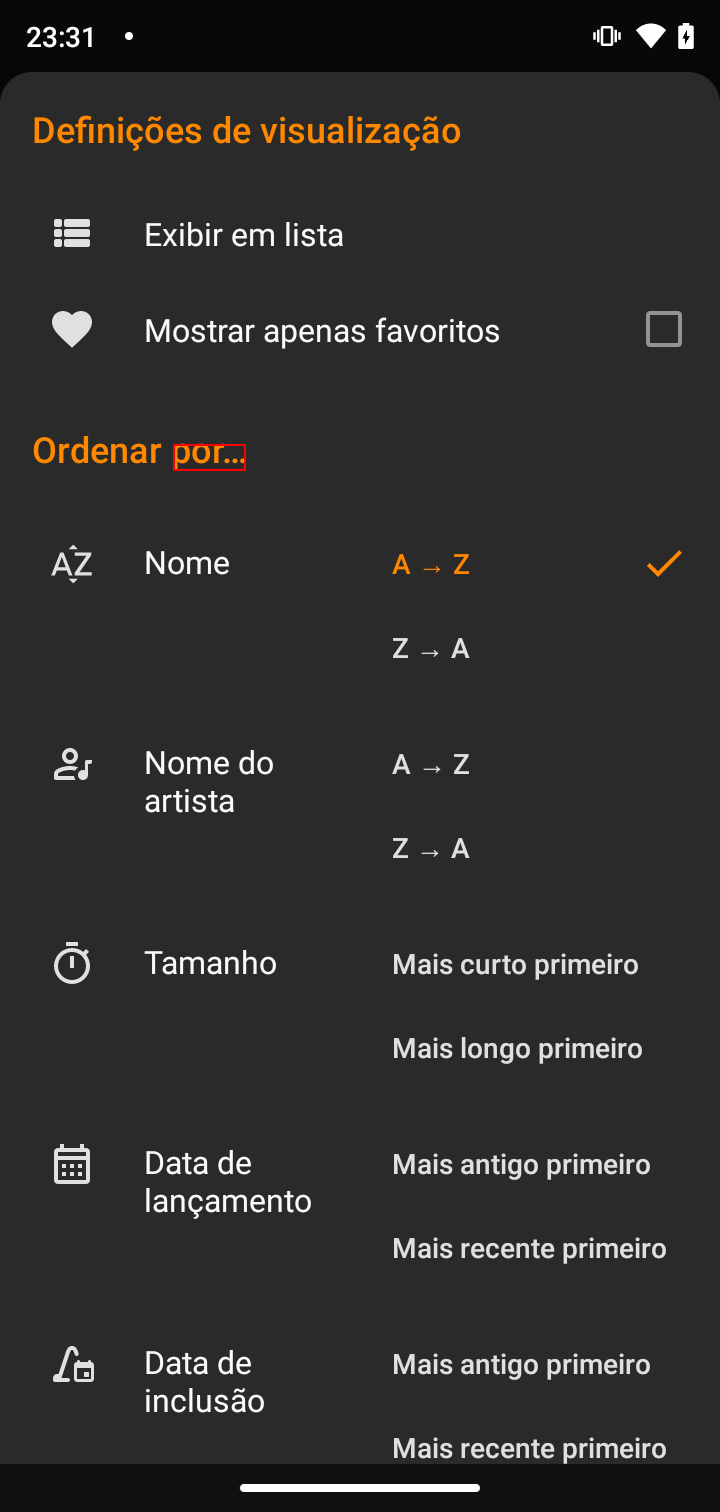 23:31
Definições de visualização
Exibir em lista
Mostrar apenas favoritos
Ordenar por...
Nome
A → Z
Z → A
Nome do
artista
A → Z
Z → A
Tamanho
Mais curto primeiro
Mais longo primeiro
Data de
lançamento
Mais antigo primeiro
Mais recente primeiro
Data de
inclusão
Mais antigo primeiro
Mais recente primeiro